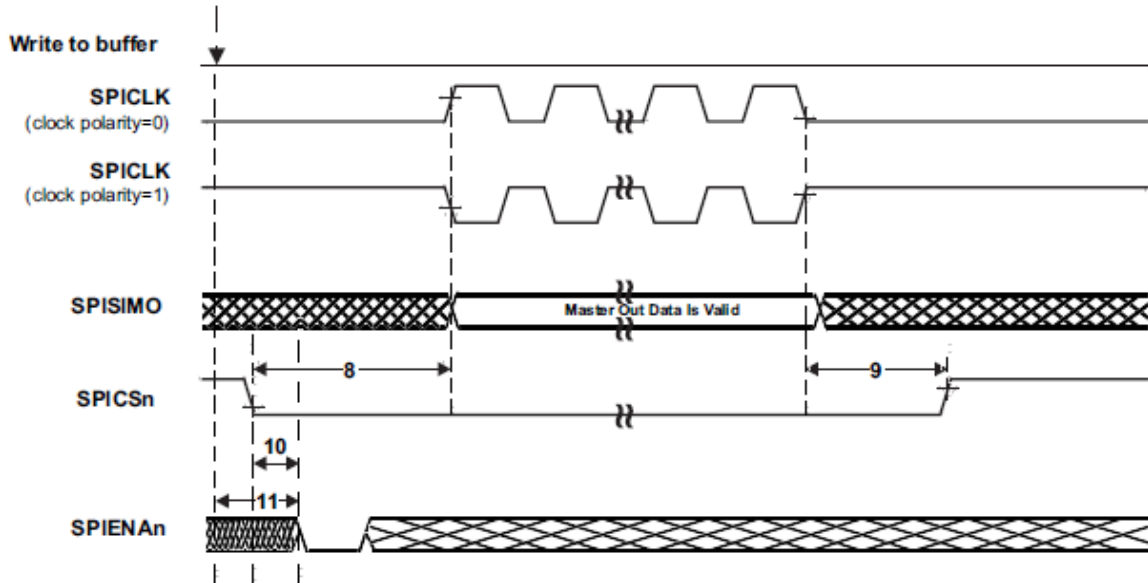 Write to buffer
SPICLK
(clock polarity=0)
SPICLK
(clock polarity=1)
SPISIMO
Master Out Data Is Valid
8
9
SPICSn
10
11
SPIENAn